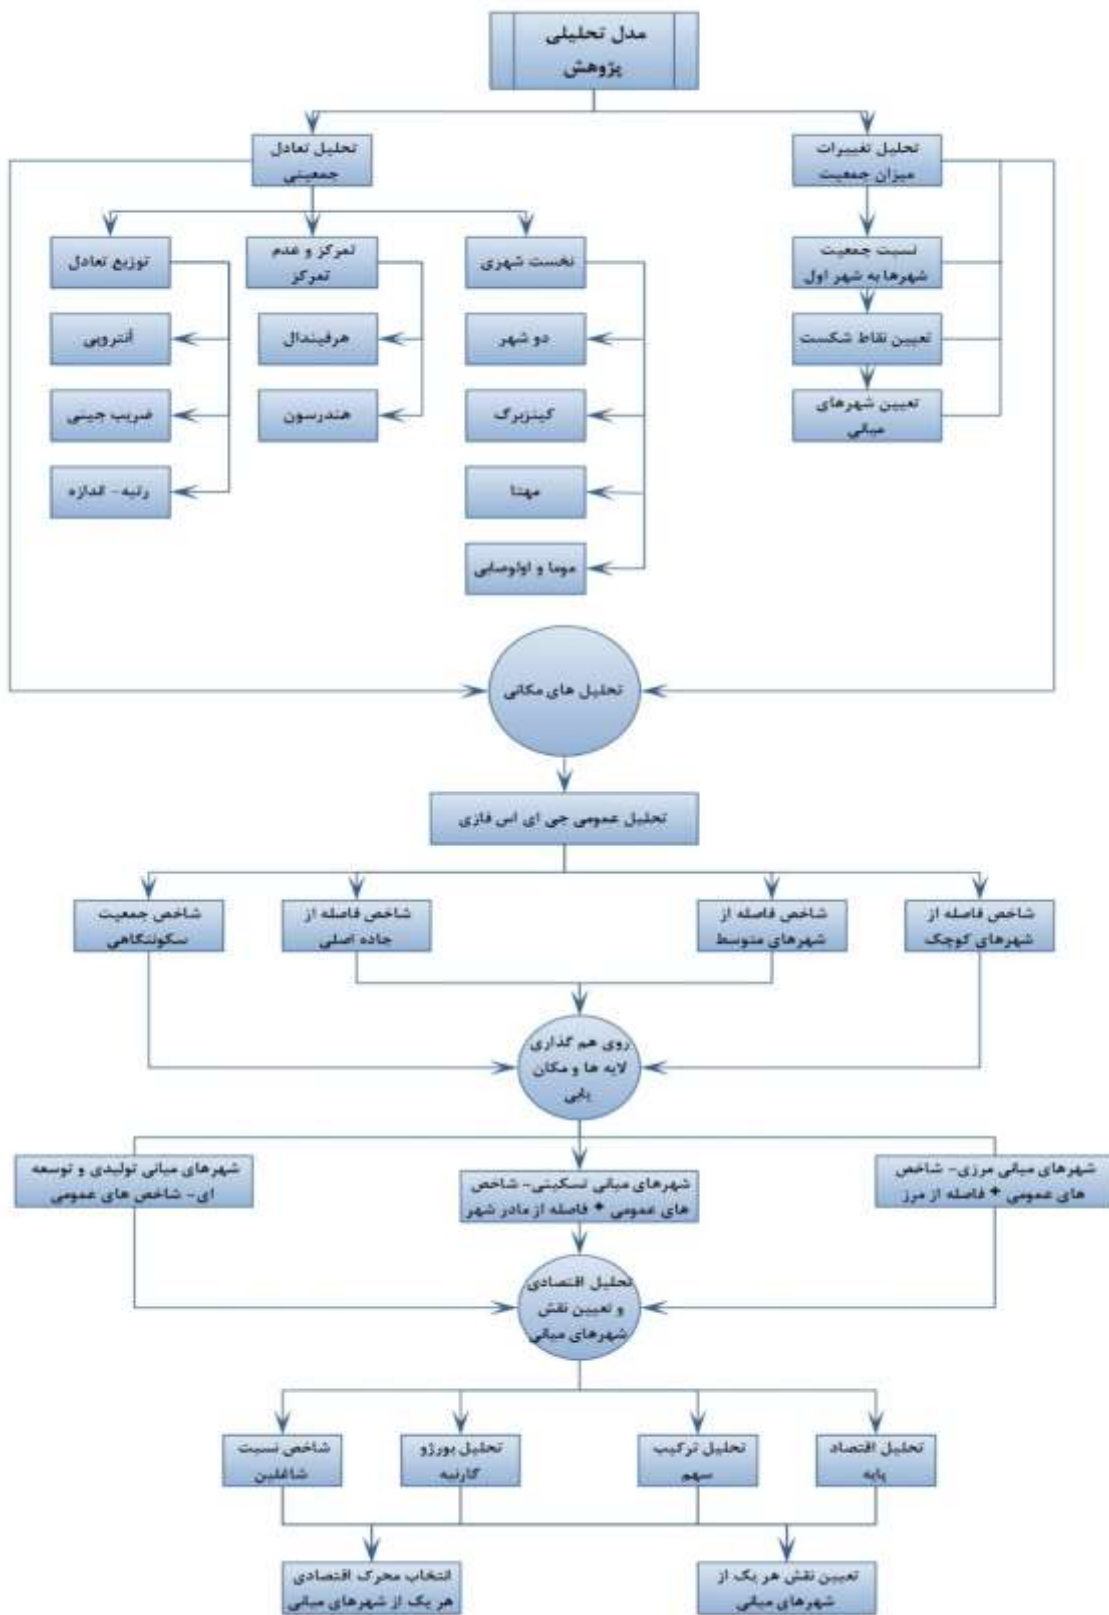 مدل تحلیلی
پژوهش
تحلیل تغییرات
میزان جمعیت
تحلیل تعادل
جمعیتی
نسبت جمعیت
شهرها به شهر اول
تعیین نقاط شکست
تعیین شهرهای
میانی
نخست شهری
دو شهر
کینزبرگ
مهتا
موما و اولوصابی
تمرکز و عدم
تمرکز
هرفیندال
هندرسون
توزیع تعادل
آنتروپی
ضریب جینی
رتبه - اندازه
تحلیل های مکانی
تحلیل عمومی جی ای اس فازی
شاخص فاصله از
شهرهای کوچک
شاخص فاصله از
شهرهای متوسط
شاخص فاصله از
جاده اصلی
شاخص جمعیت
سکونتگاهی
روی هم گذاری
لایه ها و مکان
یابی
شهرهای میانی مرزی- شاخص
های عمومی + فاصله از مرز
شهرهای میانی تسکینی- شاخص
های عمومی + فاصله از مادر شهر
شهرهای میانی تولیدی و توسعه
ای- شاخص های عمومی
تحلیل اقتصادی
و تعیین نقش
شهرهای میانی
تحلیل اقتصاد
پایه
تحلیل ترکیب
سهم
تحلیل بورژو
گارنیه
شاخص نسبت
شاغلین
تعیین نقش هر یک از
شهرهای میانی
انتخاب محرک اقتصادی
هر یک از شهرهای میانی